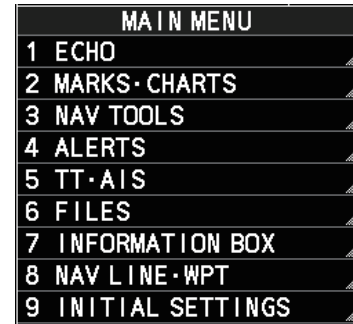 MAIN MENU
1 ECHO
2 MARKS·CHARTS
3 NAV TOOLS
4 ALERTS
5 TT·AIS
6 FILES
7 INFORMATION BOX
8 NAV LINE·WPT
9 INITIAL SETTINGS